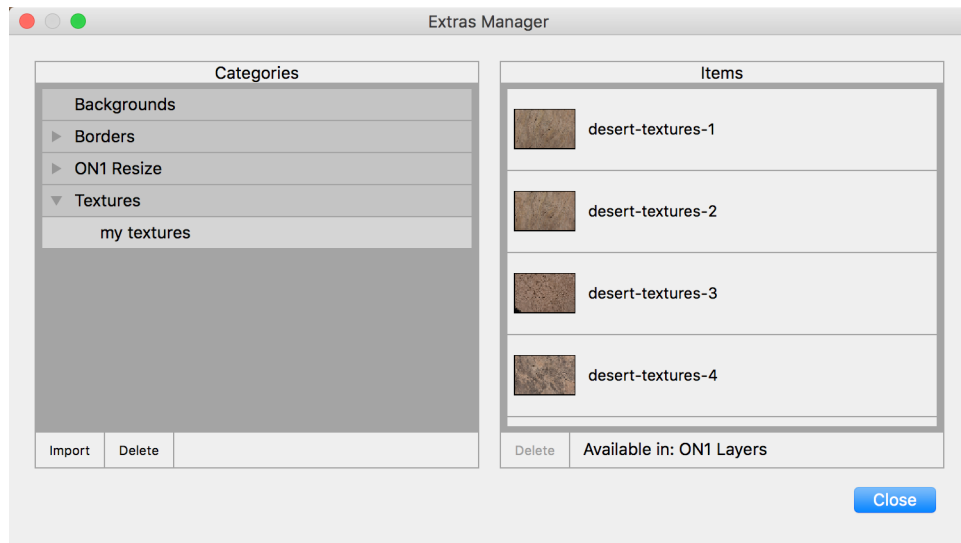 Extras Manager
Categories
Backgrounds
Borders
ON1 Resize
Textures
my textures
Import
Delete
Items
desert-textures-1
desert-textures-2
desert-textures-3
desert-textures-4
Delete
Available in: ON1 Layers
Close